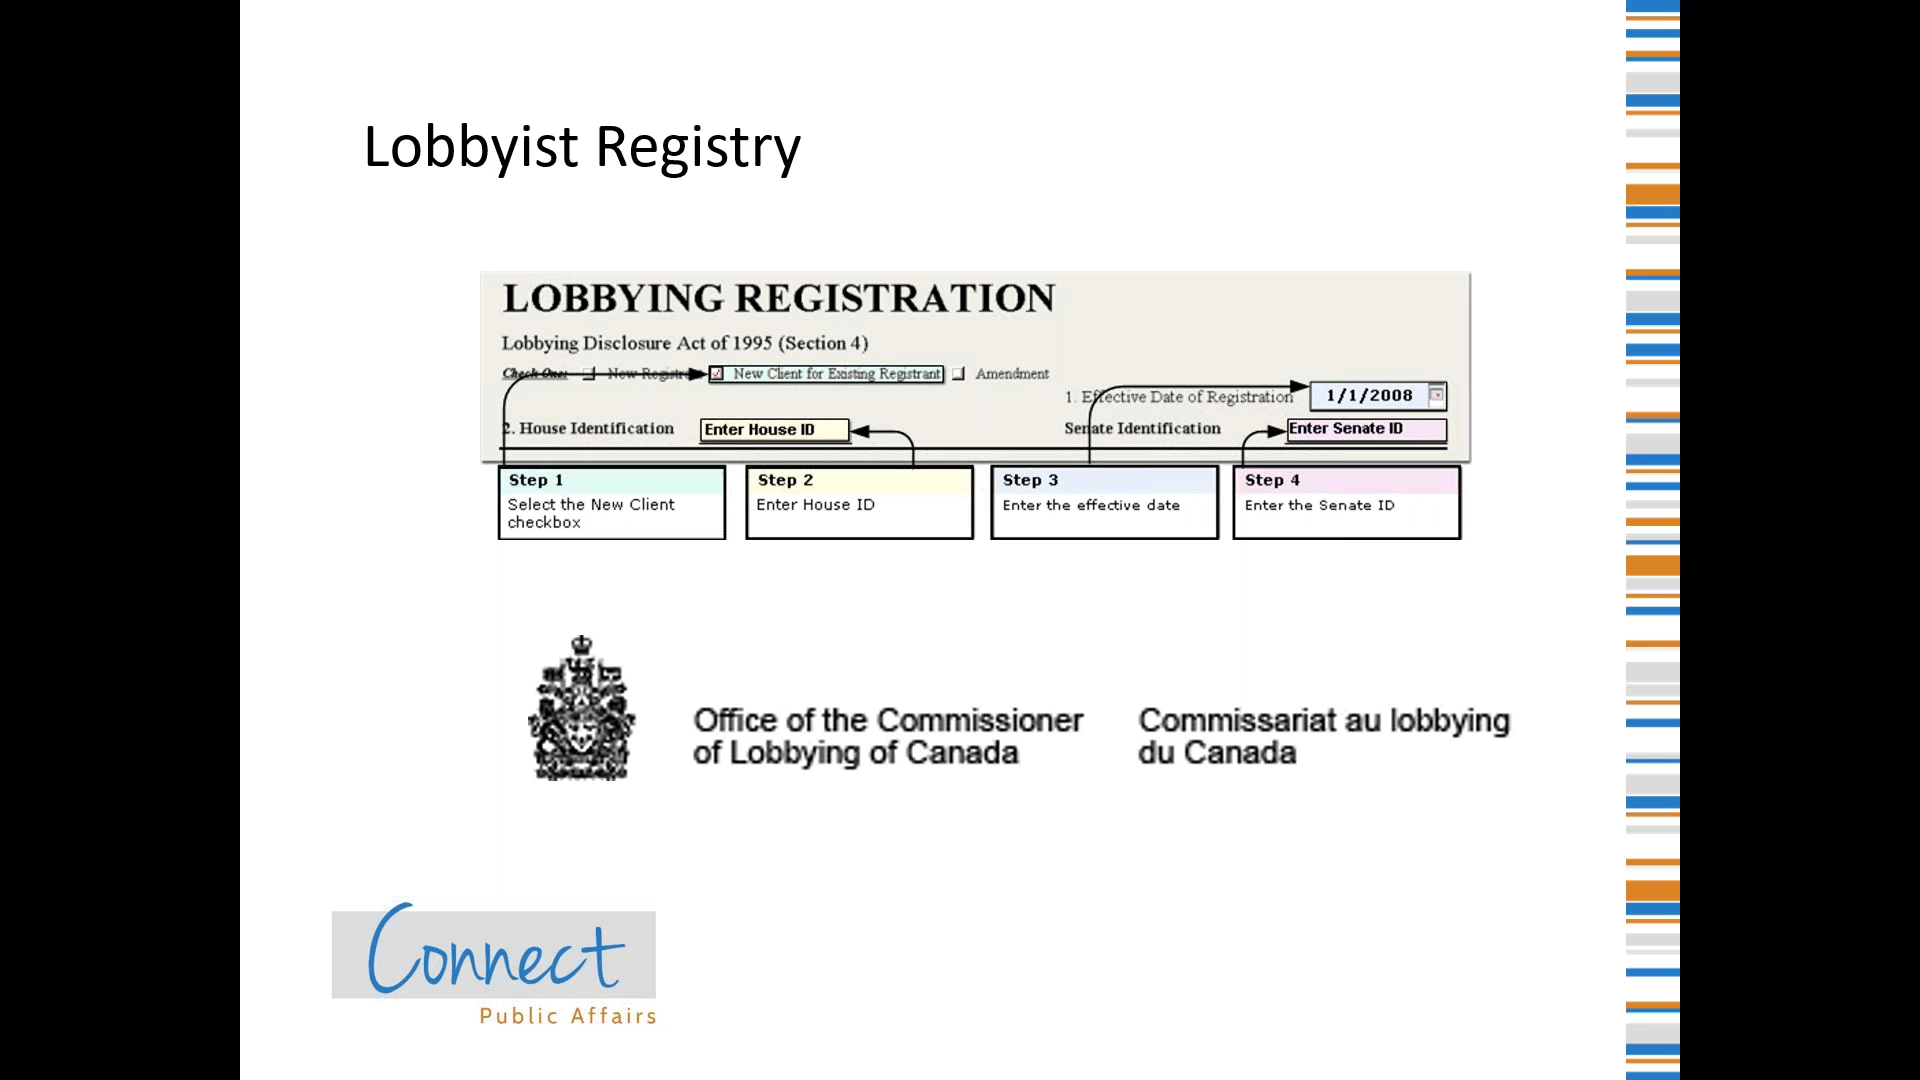 Lobbyist Registry
LOBBYING REGISTRATION
Lobbying Disclosure Act of 1995 (Section 4)
Check One: New Registrant New Client for Existing Registrant Amendment
1. Effective Date of Registration 1/1/2008
2. House Identification Enter House ID Senate Identification Enter Senate ID
Step 1
Select the New Client
checkbox
Step 2
Enter House ID
Step 3
Enter the effective date
Step 4
Enter the Senate ID
Office of the Commissioner
of Lobbying of Canada
Commissariat au lobbying
du Canada
Connect
Public Affairs